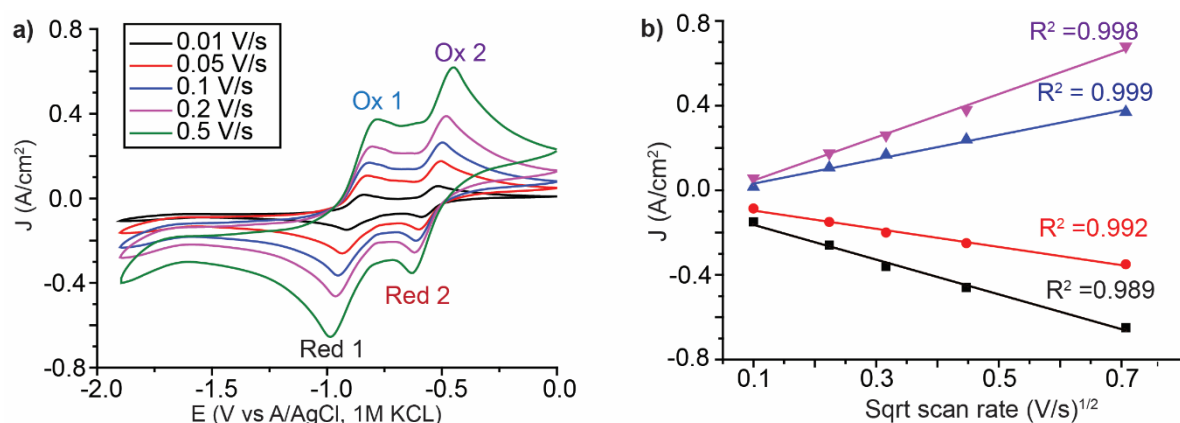 a)
0.01 V/s
0.05 V/s
0.1 V/s
0.2 V/s
0.5 V/s
Ox 1
Ox 2
Red 1
Red 2
0.8
0.4
0.0
-0.4
-0.8
J (A/cm²)
-2.0 -1.5 -1.0 -0.5 0.0
E (V vs A/AgCl, 1M KCL)
b)
R² =0.998
R² =0.999
R² =0.992
R² =0.989
0.8
0.4
0.0
-0.4
-0.8
J (A/cm²)
0.1 0.3 0.5 0.7
Sqrt scan rate (V/s)¹/²